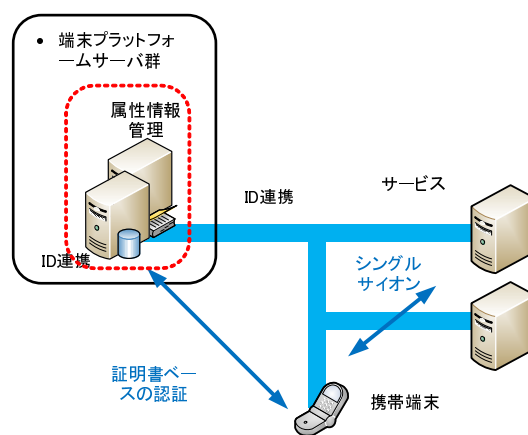 • 端末プラットフォ
ームサーバ群
属性情報
管理
ID連携
ID連携
サービス
シングル
サイオン
証明書ベー
スの認証
携帯端末